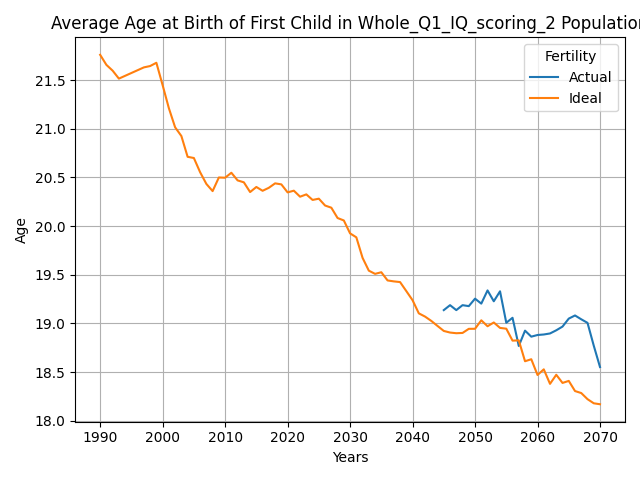 Average Age at Birth of First Child in Whole_Q1_IQ_scoring_2 Population
Fertility
Actual
Ideal
21.5
21.0
20.5
20.0
19.5
19.0
18.5
18.0
Age
1990 2000 2010 2020 2030 2040 2050 2060 2070
Years